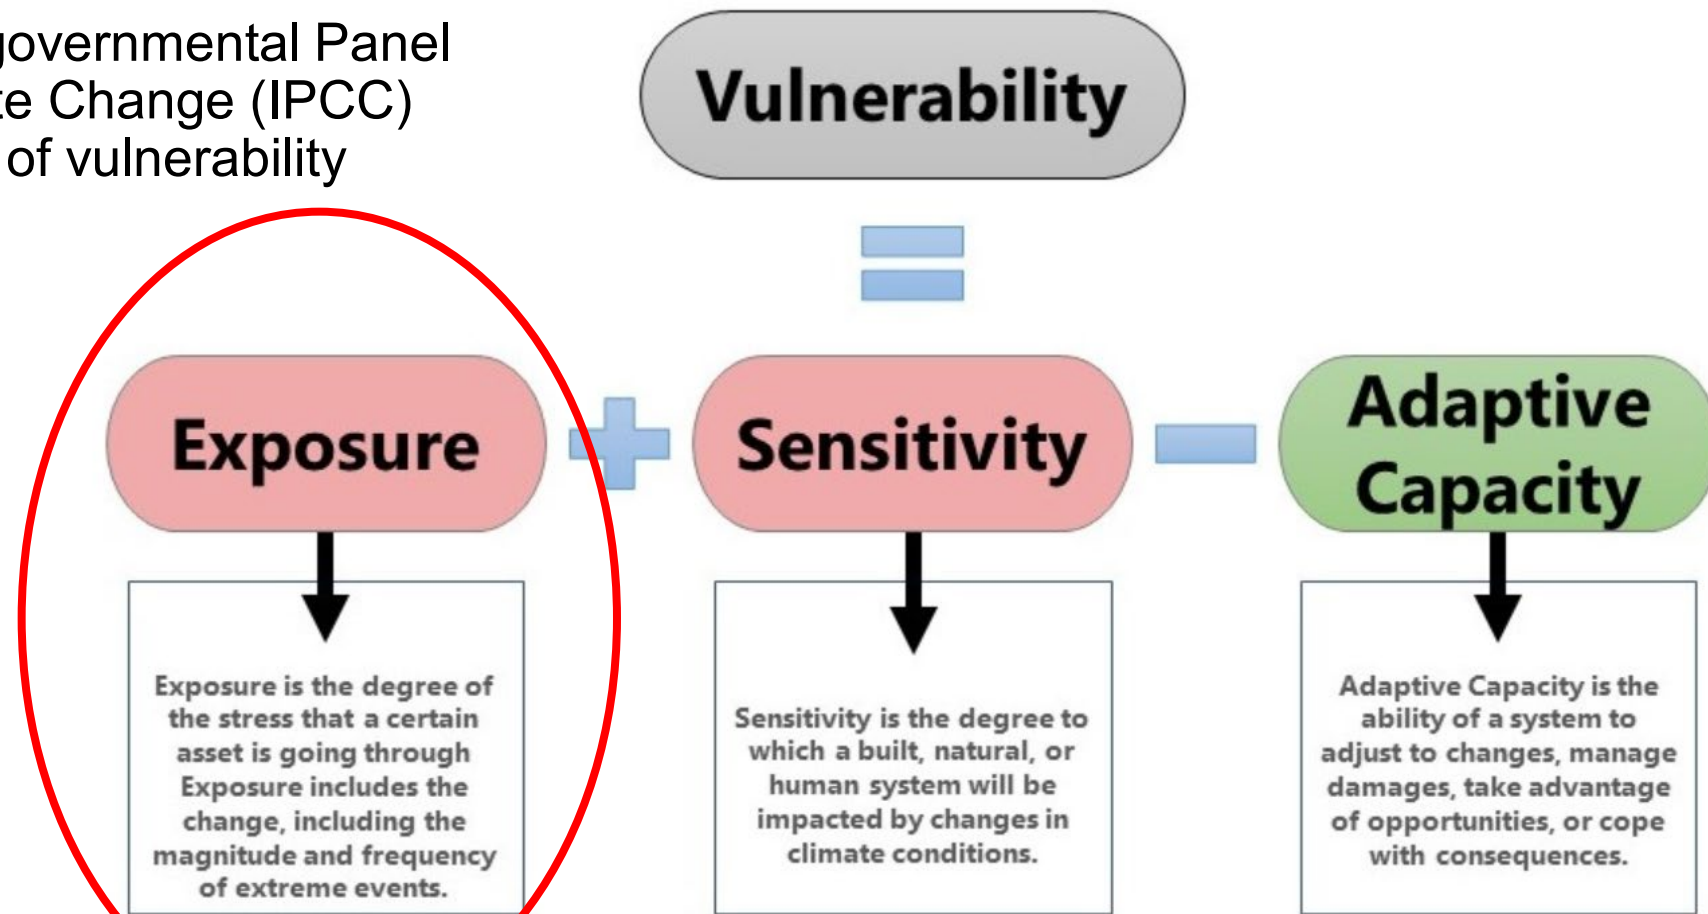 governmental Panel
te Change (IPCC)
of vulnerability
Vulnerability
Exposure
Sensitivity
Adaptive
Capacity
Exposure is the degree of
the stress that a certain
asset is going through
Exposure includes the
change, including the
magnitude and frequency
of extreme events.
Sensitivity is the degree to
which a built, natural, or
human system will be
impacted by changes in
climate conditions.
Adaptive Capacity is the
ability of a system to
adjust to changes, manage
damages, take advantage
of opportunities, or cope
with consequences.